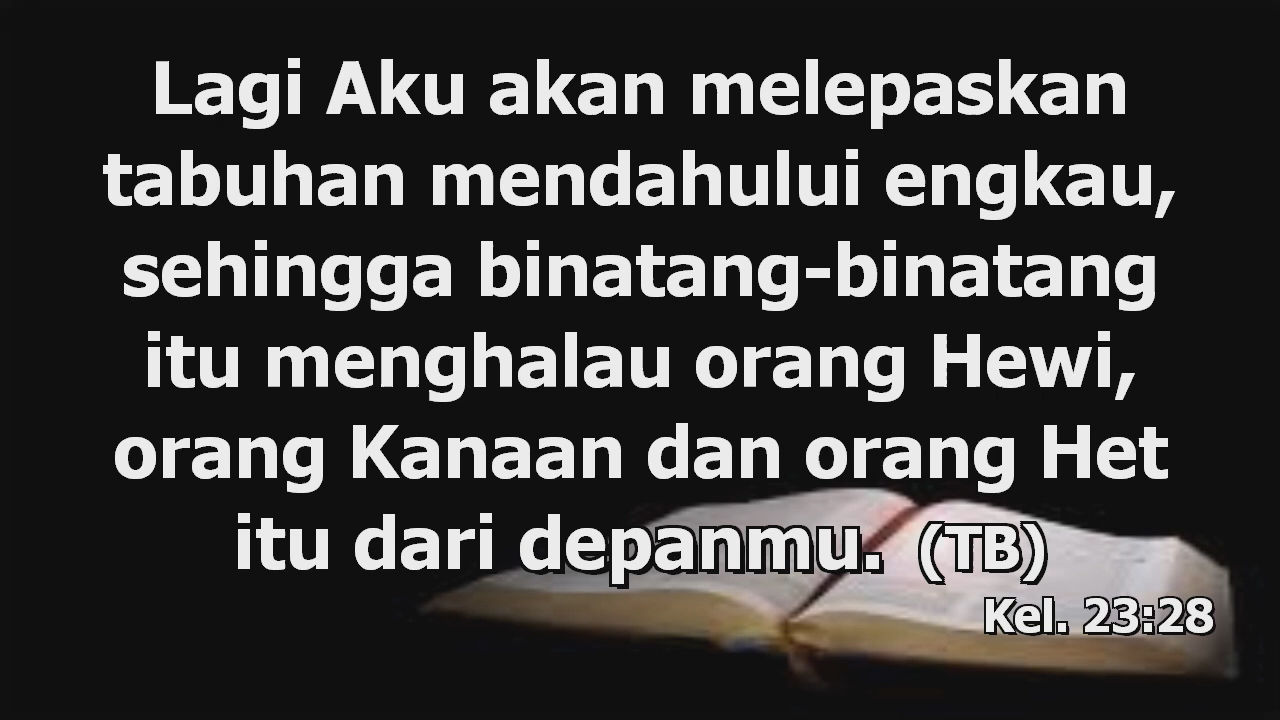 Lagi Aku akan melepaskan
tabuhan mendahului engkau,
sehingga binatang-binatang
itu menghalau orang Hewi,
orang Kanaan dan orang Het
itu dari depanmu. (TB)
Kel. 23:28